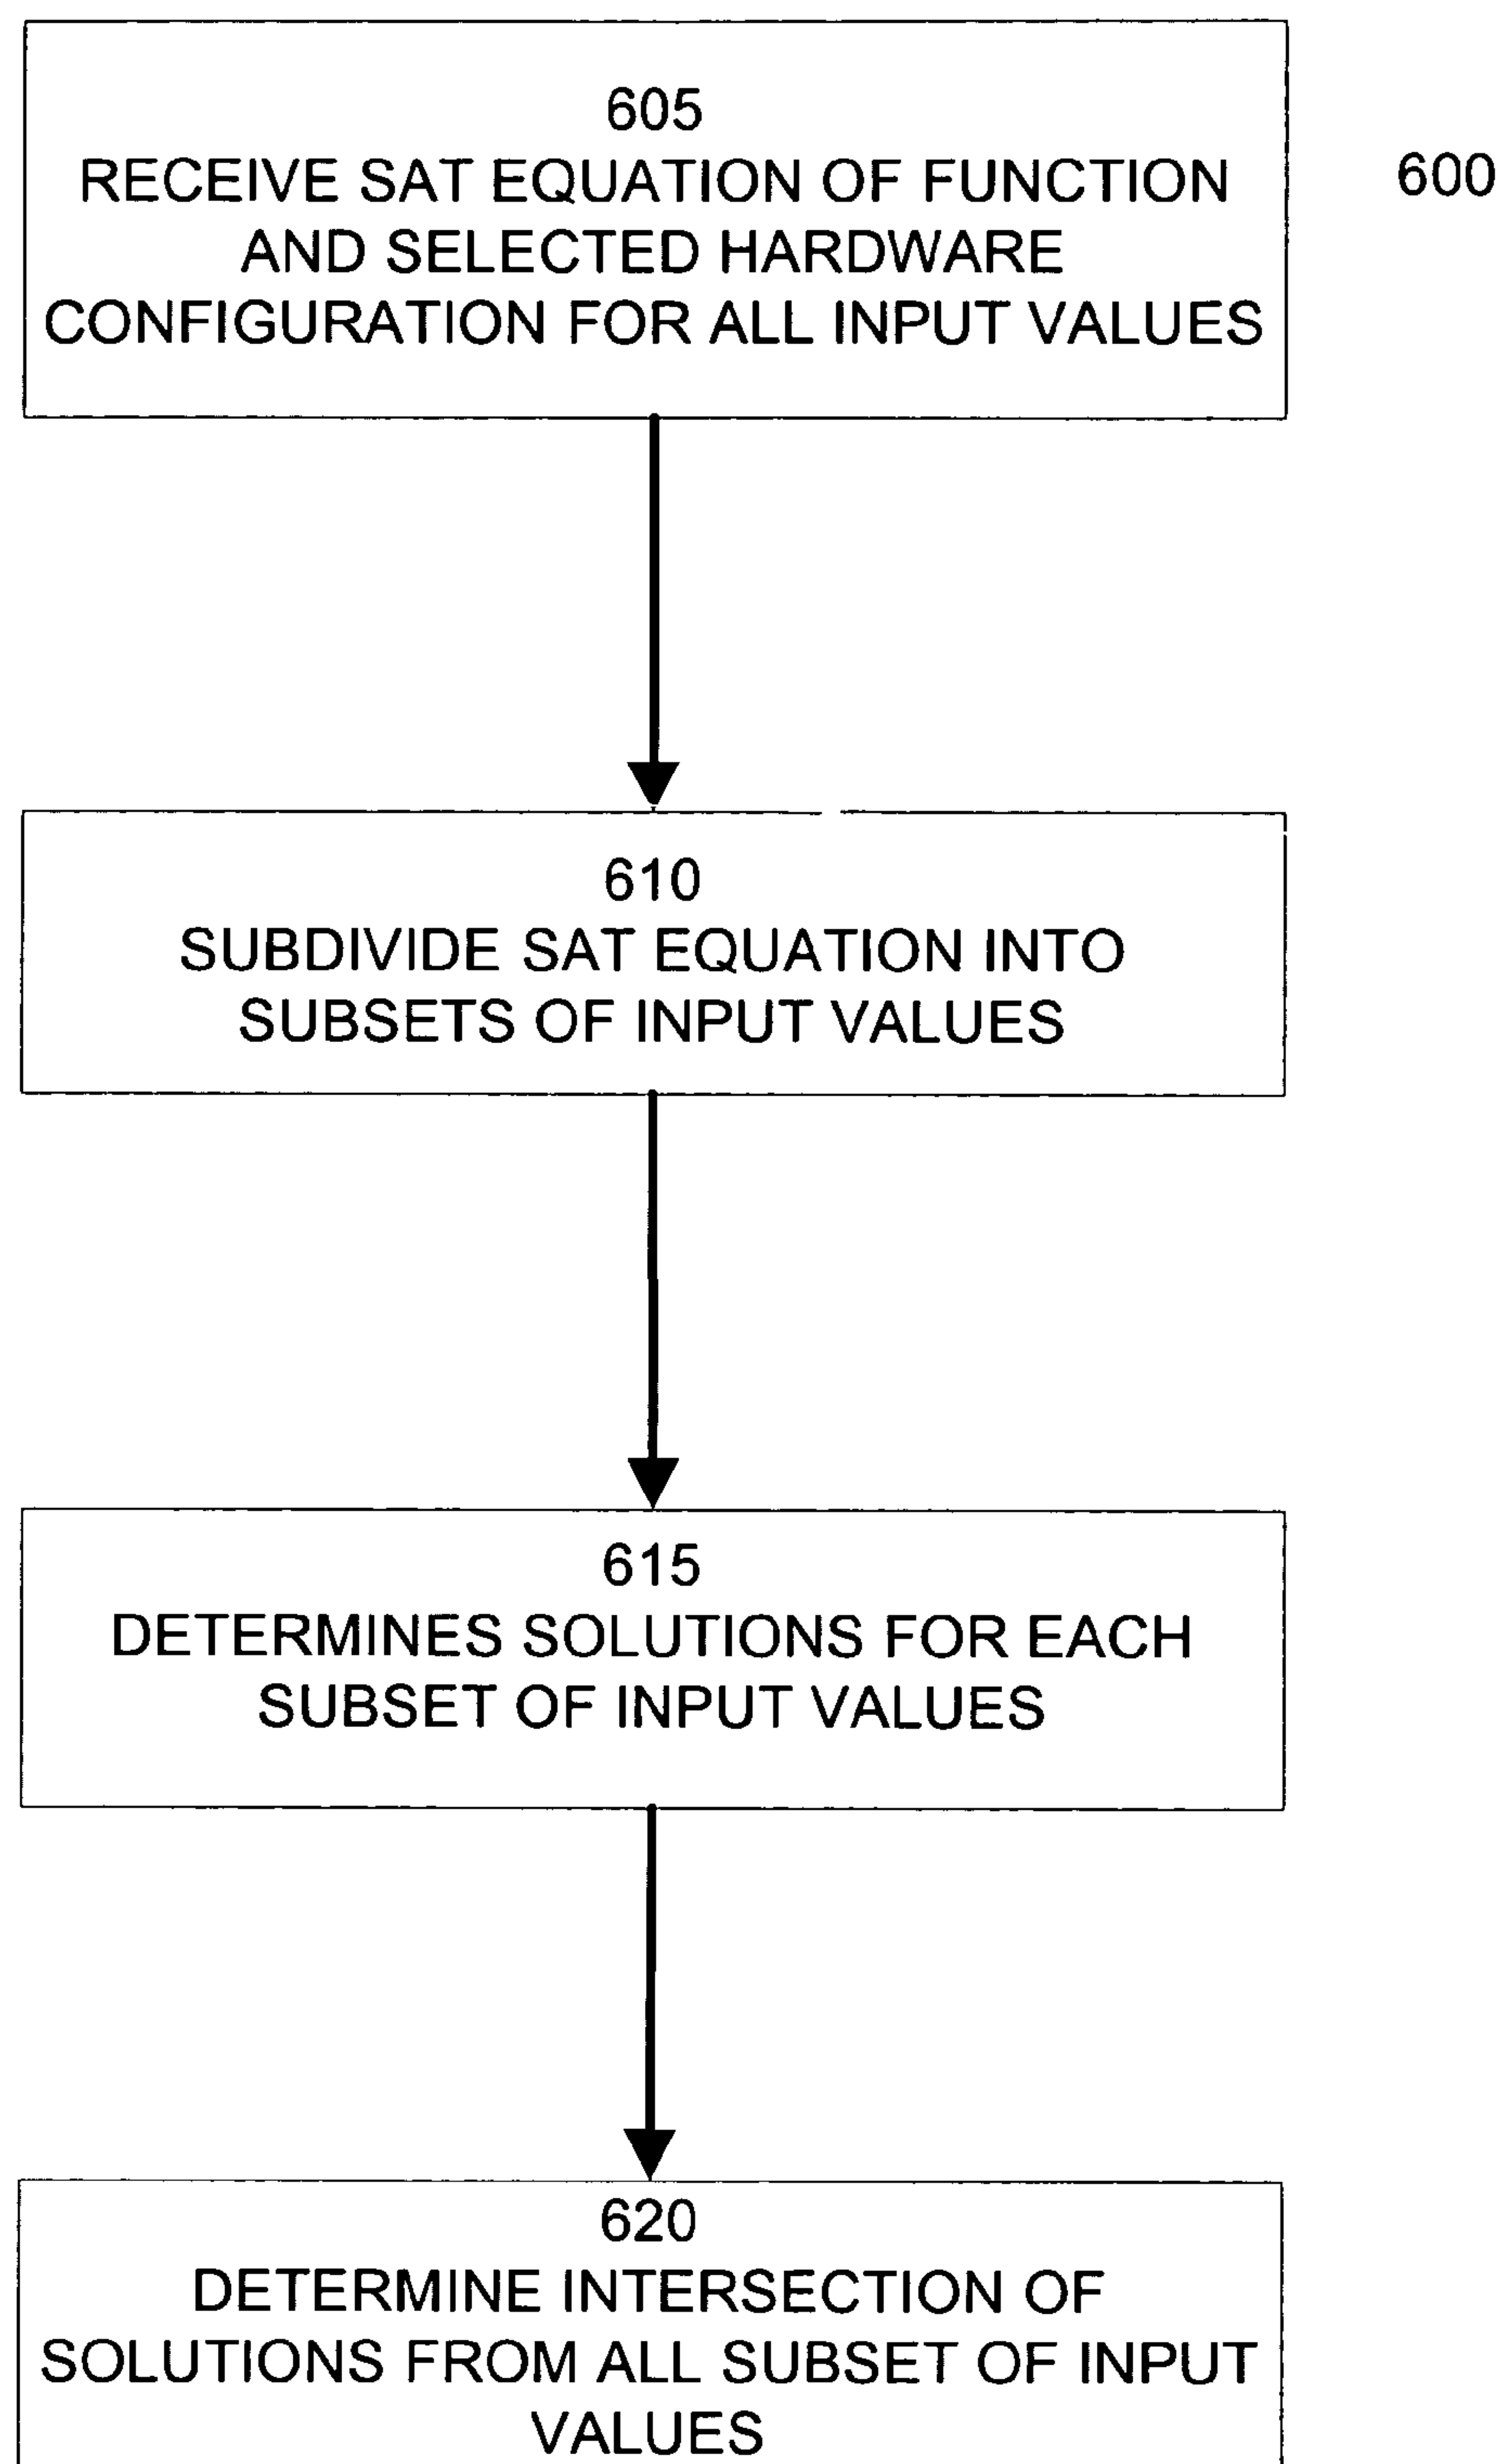 605
RECEIVE SAT EQUATION OF FUNCTION
AND SELECTED HARDWARE
CONFIGURATION FOR ALL INPUT VALUES
600
610
SUBDIVIDE SAT EQUATION INTO
SUBSETS OF INPUT VALUES
615
DETERMINES SOLUTIONS FOR EACH
SUBSET OF INPUT VALUES
620
DETERMINE INTERSECTION OF
SOLUTIONS FROM ALL SUBSET OF INPUT
VALUES